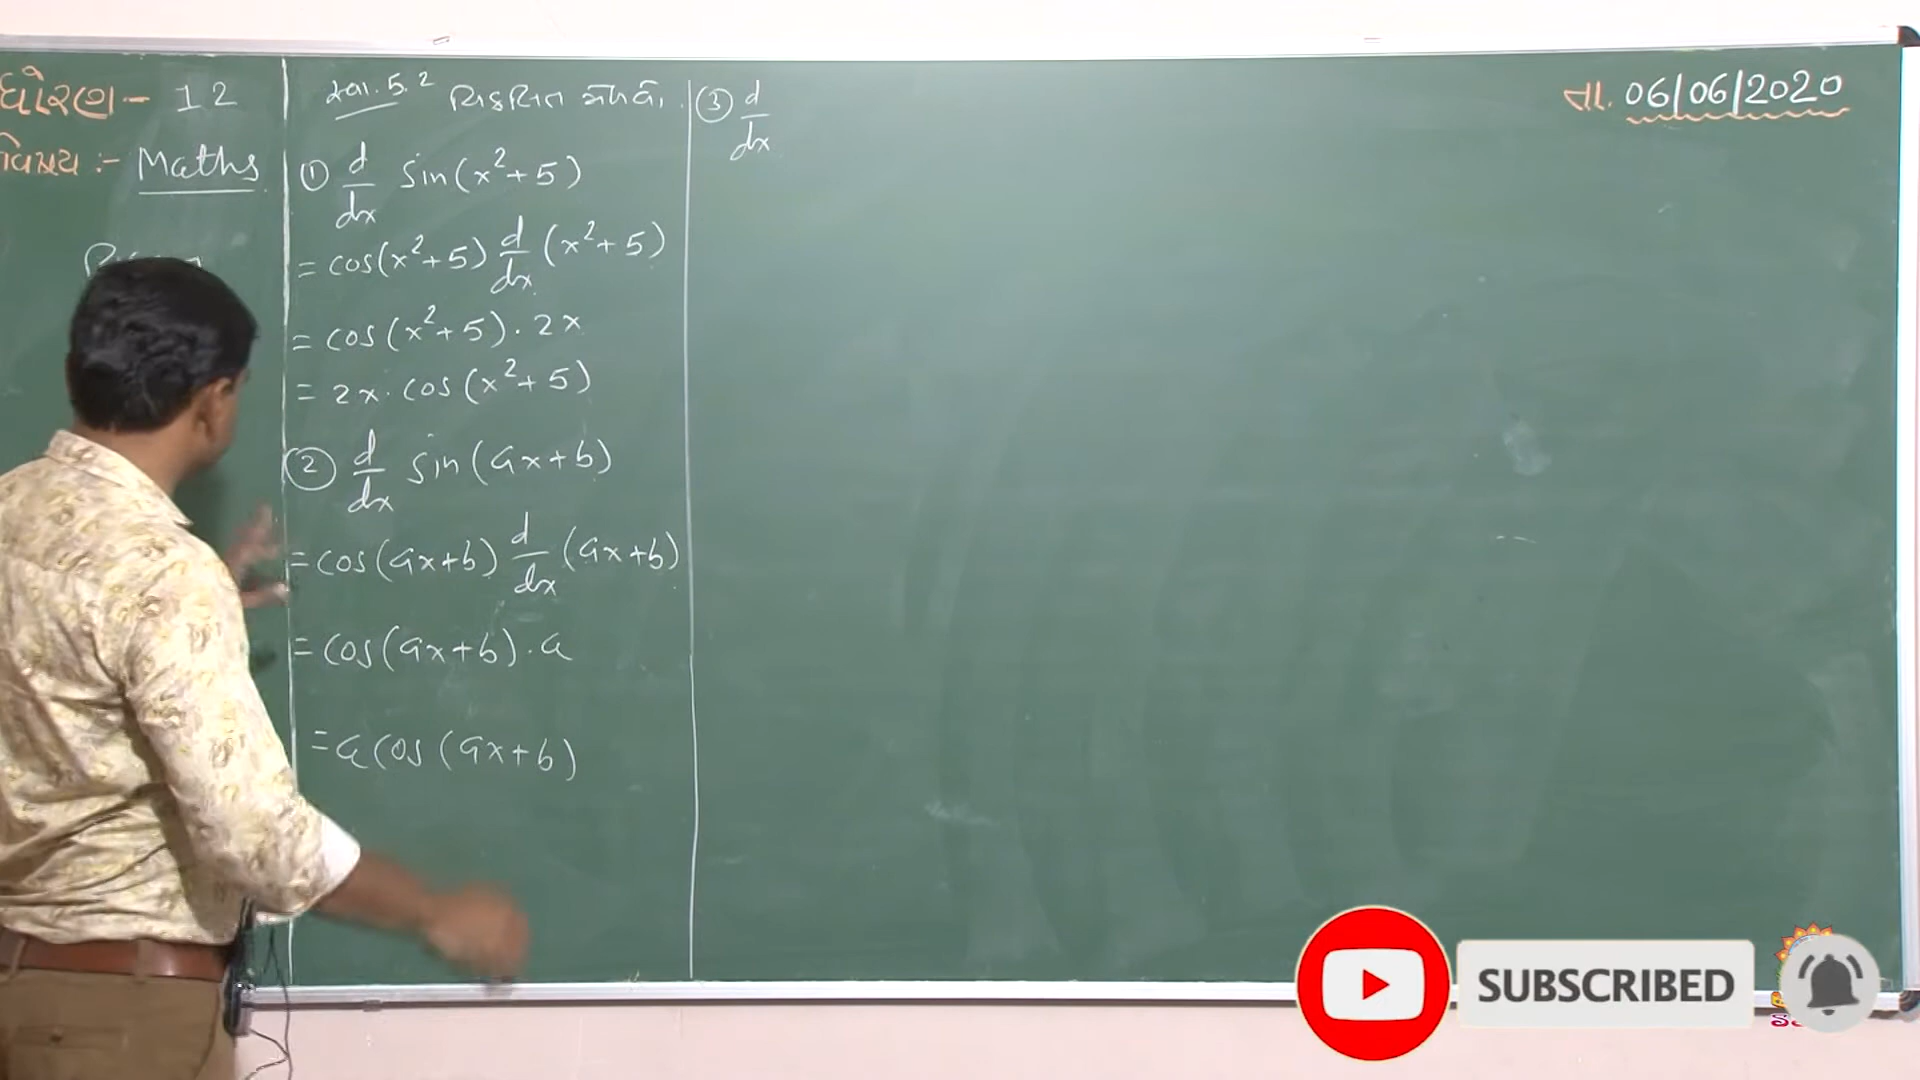 ધોરણ - 12
વિષય :- Maths
સ્વા. 5.2 વિકલિત મેળવો.
① d/dx sin(x²+5)
= cos(x²+5) d/dx (x²+5)
= cos(x²+5) · 2x
= 2x · cos(x²+5)
② d/dx sin(ax+b)
= cos(ax+b) d/dx (ax+b)
= cos(ax+b) · a
= a cos(ax+b)
③ d/dx
તા. 06/06/2020
SUBSCRIBED